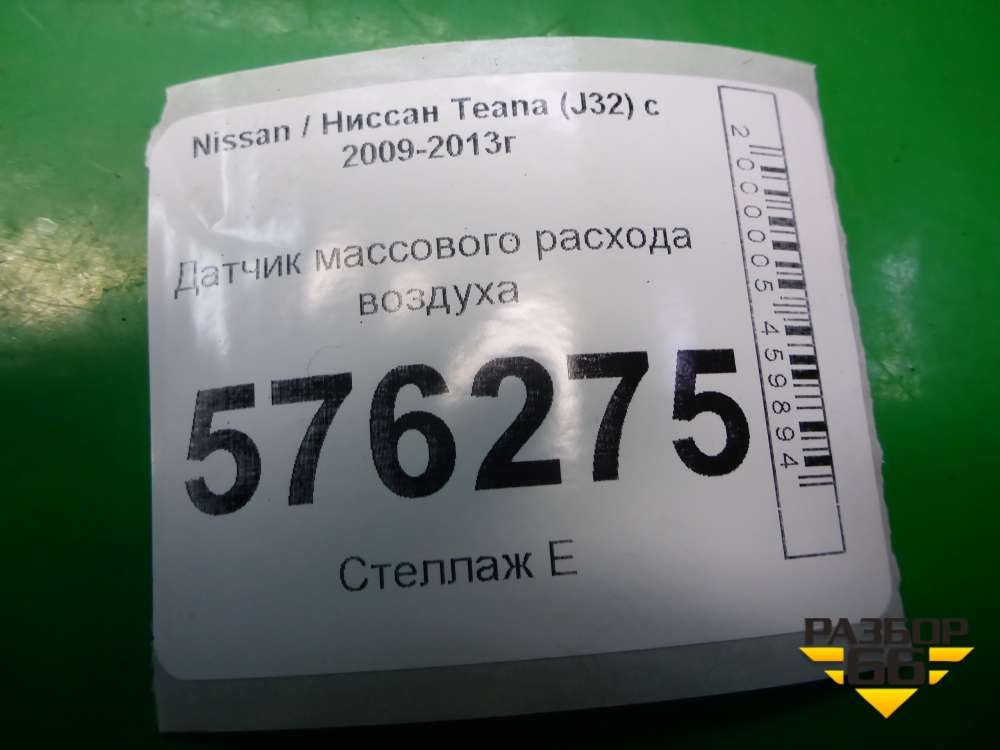 Nissan / Ниссан Teana (J32) с
2009-2013г
Датчик массового расхода
воздуха
576275
Стеллаж Е
2000005459894
РАЗБОР
66